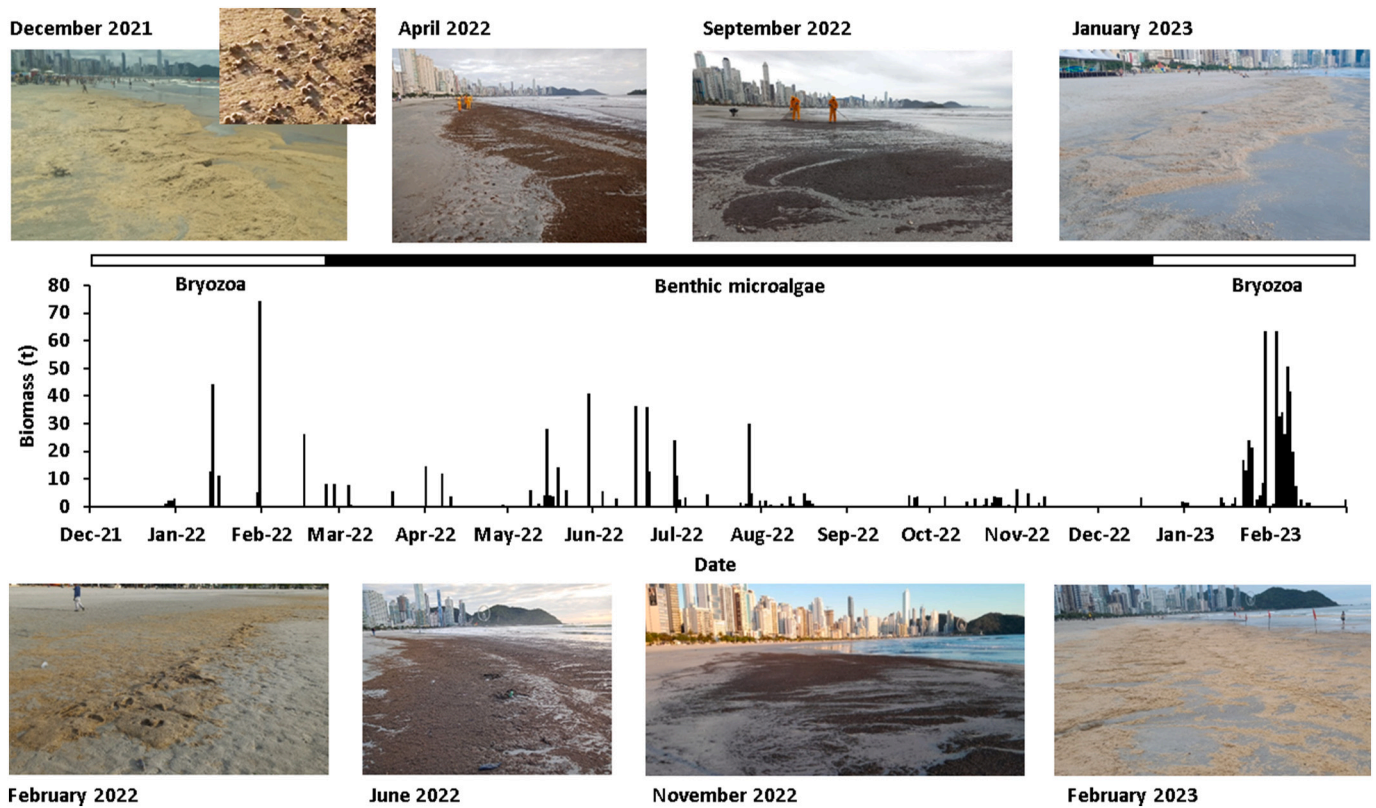 December 2021
April 2022
September 2022
January 2023
Bryozoa
Benthic microalgae
Bryozoa
Biomass (t)
80
70
60
50
40
30
20
10
0
Dec-21 Jan-22 Feb-22 Mar-22 Apr-22 May-22 Jun-22 Jul-22 Aug-22 Sep-22 Oct-22 Nov-22 Dec-22 Jan-23 Feb-23
Date
February 2022
June 2022
November 2022
February 2023